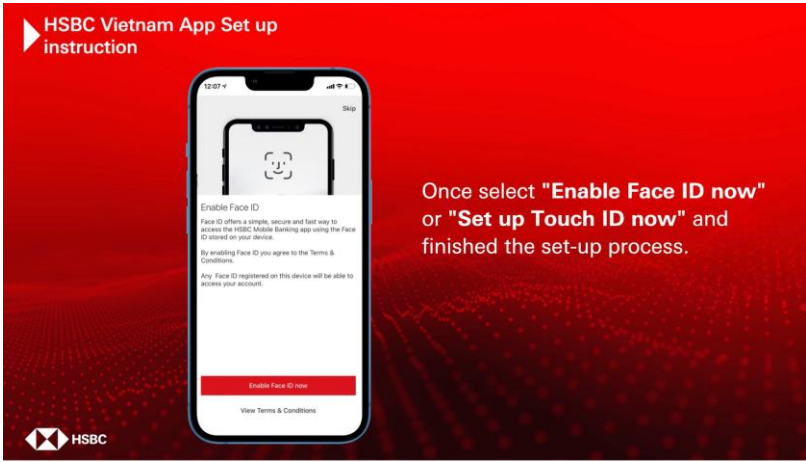 HSBC Vietnam App Set up
instruction
12:07
Skip
Enable Face ID
Face ID offers a simple, secure and fast way to
access the HSBC Mobile Banking app using the Face
ID stored on your device.
By enabling Face ID you agree to the Terms &
Conditions.
Any Face ID registered on this device will be able to
access your account.
Enable Face ID now
View Terms & Conditions
Once select "Enable Face ID now"
or "Set up Touch ID now" and
finished the set-up process.
HSBC